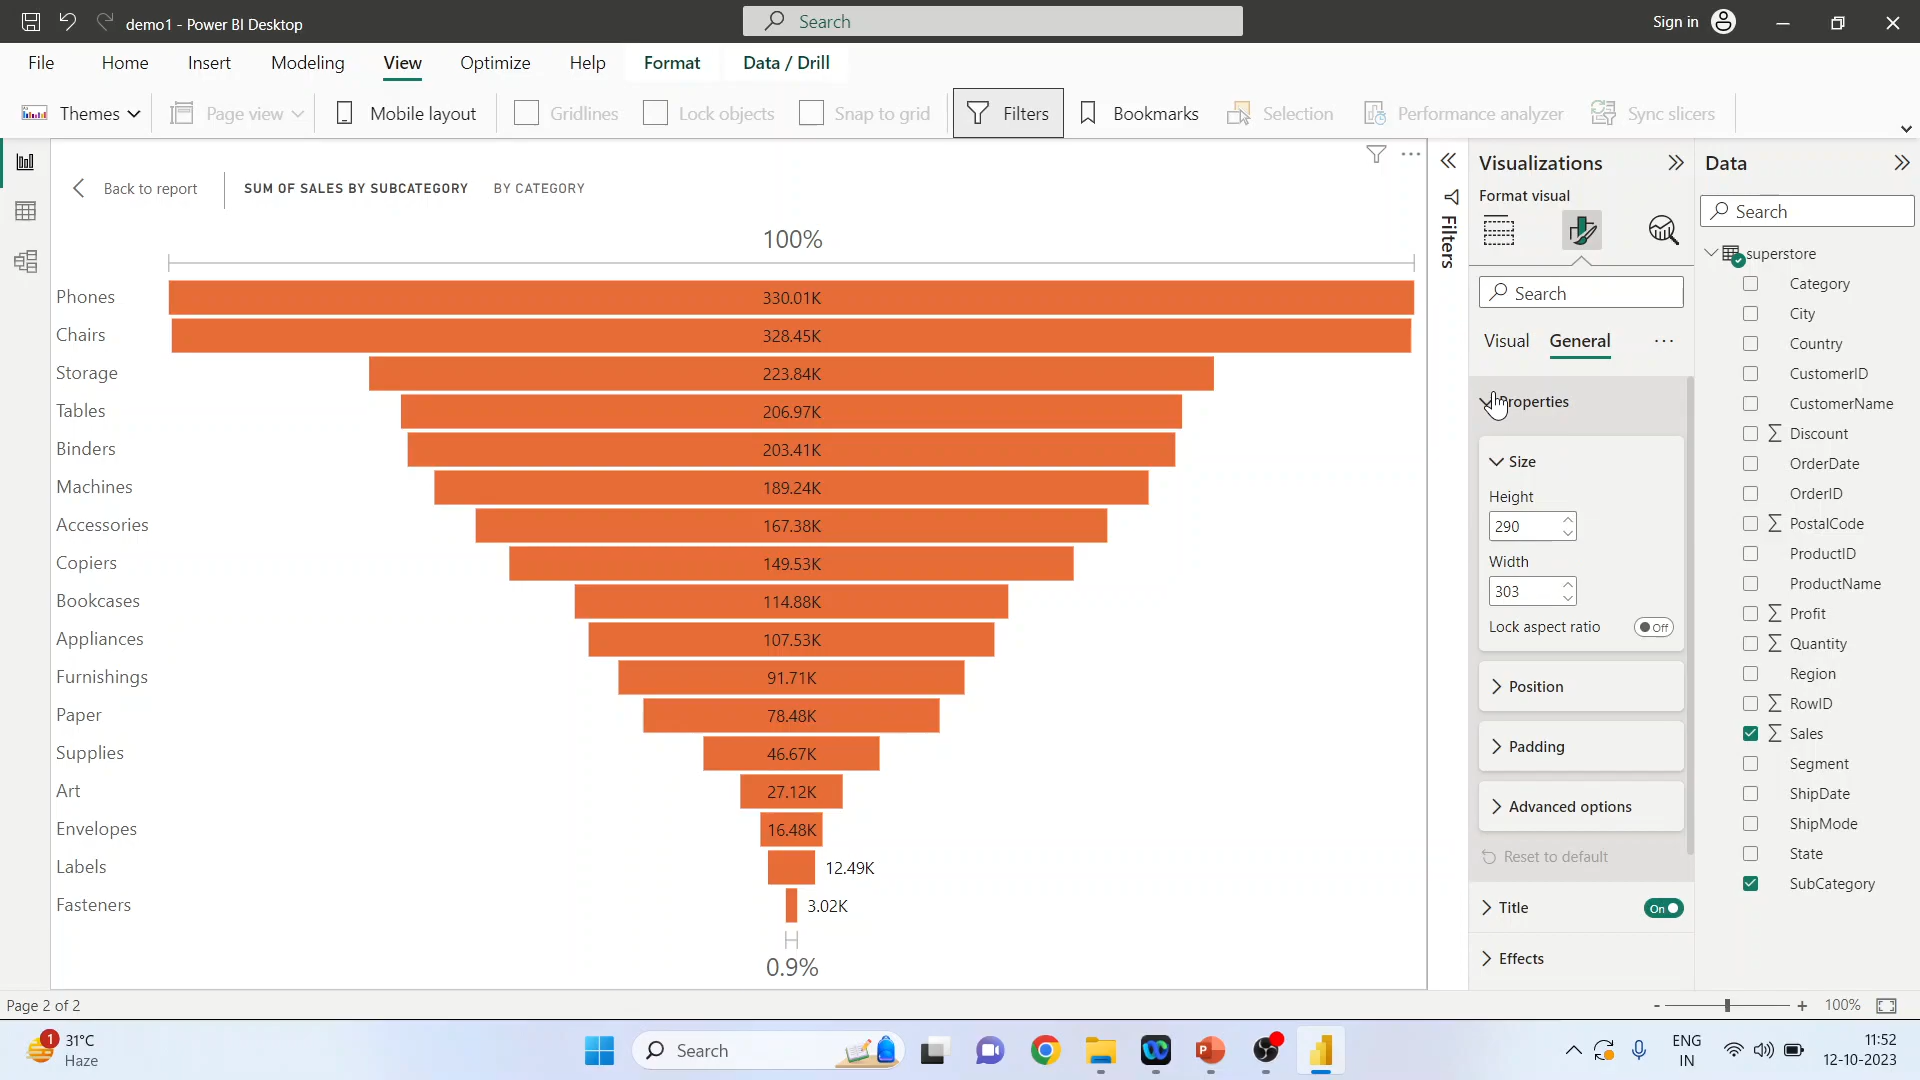 demo1 - Power BI Desktop
Search
Sign in
File Home Insert Modeling View Optimize Help Format Data / Drill
Themes Page view Mobile layout Gridlines Lock objects Snap to grid Filters Bookmarks Selection Performance analyzer Sync slicers
Back to report SUM OF SALES BY SUBCATEGORY BY CATEGORY
100%
Phones 330.01K
Chairs 328.45K
Storage 223.84K
Tables 206.97K
Binders 203.41K
Machines 189.24K
Accessories 167.38K
Copiers 149.53K
Bookcases 114.88K
Appliances 107.53K
Furnishings 91.71K
Paper 78.48K
Supplies 46.67K
Art 27.12K
Envelopes 16.48K
Labels 12.49K
Fasteners 3.02K
0.9%
Filters
Visualizations
Format visual
Search
Visual General
Properties
Size
Height
290
Width
303
Lock aspect ratio Off
Position
Padding
Advanced options
Reset to default
Title On
Effects
Data
Search
superstore
Category
City
Country
CustomerID
CustomerName
Discount
OrderDate
OrderID
PostalCode
ProductID
ProductName
Profit
Quantity
Region
RowID
Sales
Segment
ShipDate
ShipMode
State
SubCategory
Page 2 of 2
100%
1
31°C
Haze
Search
ENG
IN
11:52
12-10-2023